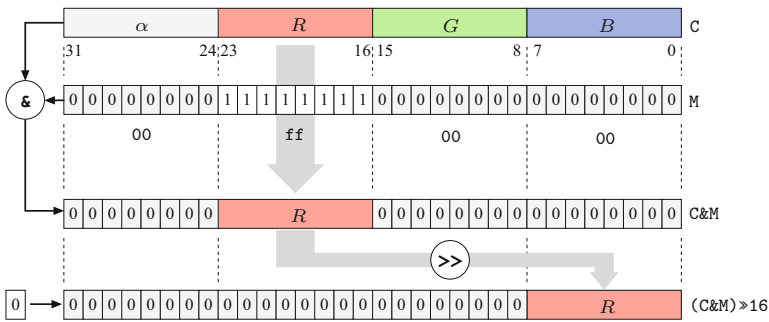 α R G B C
31 24 23 16 15 8 7 0
& 0 0 0 0 0 0 0 0 1 1 1 1 1 1 1 1 0 0 0 0 0 0 0 0 0 0 0 0 0 0 0 0 M
00 ff 00 00
0 0 0 0 0 0 0 0 R 0 0 0 0 0 0 0 0 0 0 0 0 0 0 0 0 C&M
>>
0 0 0 0 0 0 0 0 0 0 0 0 0 0 0 0 0 0 0 0 0 0 0 0 0 R (C&M)≫16